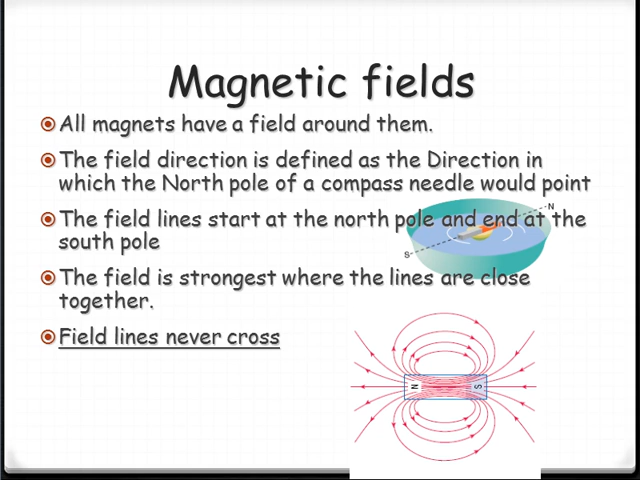 Magnetic fields
All magnets have a field around them.
The field direction is defined as the Direction in
which the North pole of a compass needle would point
The field lines start at the north pole and end at the
south pole
N
S
The field is strongest where the lines are close
together.
Field lines never cross
N S